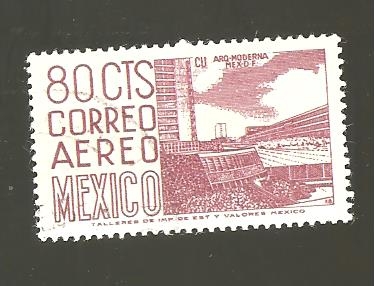 80 CTS
CORREO
AEREO
MEXICO
CU ARQ-MODERNA
MEX-D-F-
TALLERES DE IMP. DE EST. Y VALORES MEXICO